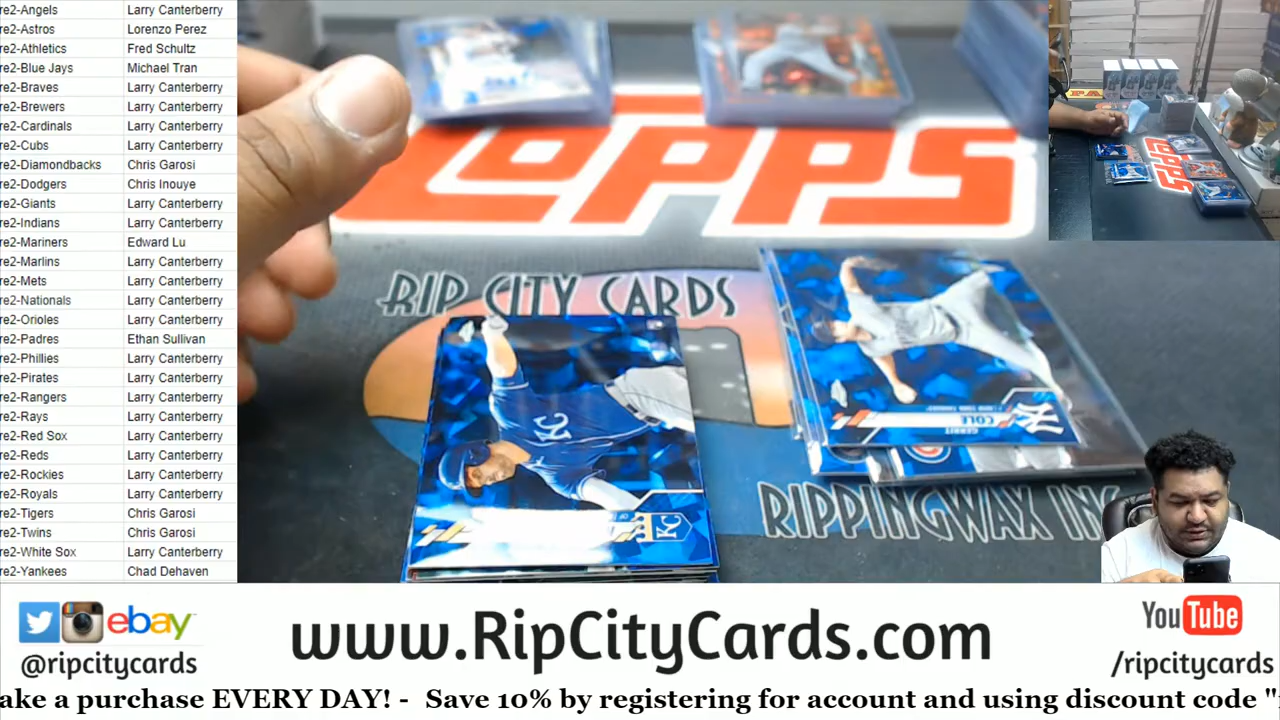 re2-Angels Larry Canterberry
re2-Astros Lorenzo Perez
re2-Athletics Fred Schultz
re2-Blue Jays Michael Tran
re2-Braves Larry Canterberry
re2-Brewers Larry Canterberry
re2-Cardinals Larry Canterberry
re2-Cubs Larry Canterberry
re2-Diamondbacks Chris Garosi
re2-Dodgers Chris Inouye
re2-Giants Larry Canterberry
re2-Indians Larry Canterberry
re2-Mariners Edward Lu
re2-Marlins Larry Canterberry
re2-Mets Larry Canterberry
re2-Nationals Larry Canterberry
re2-Orioles Larry Canterberry
re2-Padres Ethan Sullivan
re2-Phillies Larry Canterberry
re2-Pirates Larry Canterberry
re2-Rangers Larry Canterberry
re2-Rays Larry Canterberry
re2-Red Sox Larry Canterberry
re2-Reds Larry Canterberry
re2-Rockies Larry Canterberry
re2-Royals Larry Canterberry
re2-Tigers Chris Garosi
re2-Twins Chris Garosi
re2-White Sox Larry Canterberry
re2-Yankees Chad Dehaven
TOPPS
RIP CITY CARDS
KC
GERRIT
COLE
KC
RIPPINGWAX IN
ebay
@ripcitycards
www.RipCityCards.com
YouTube
/ripcitycards
ake a purchase EVERY DAY! - Save 10% by registering for account and using discount code "